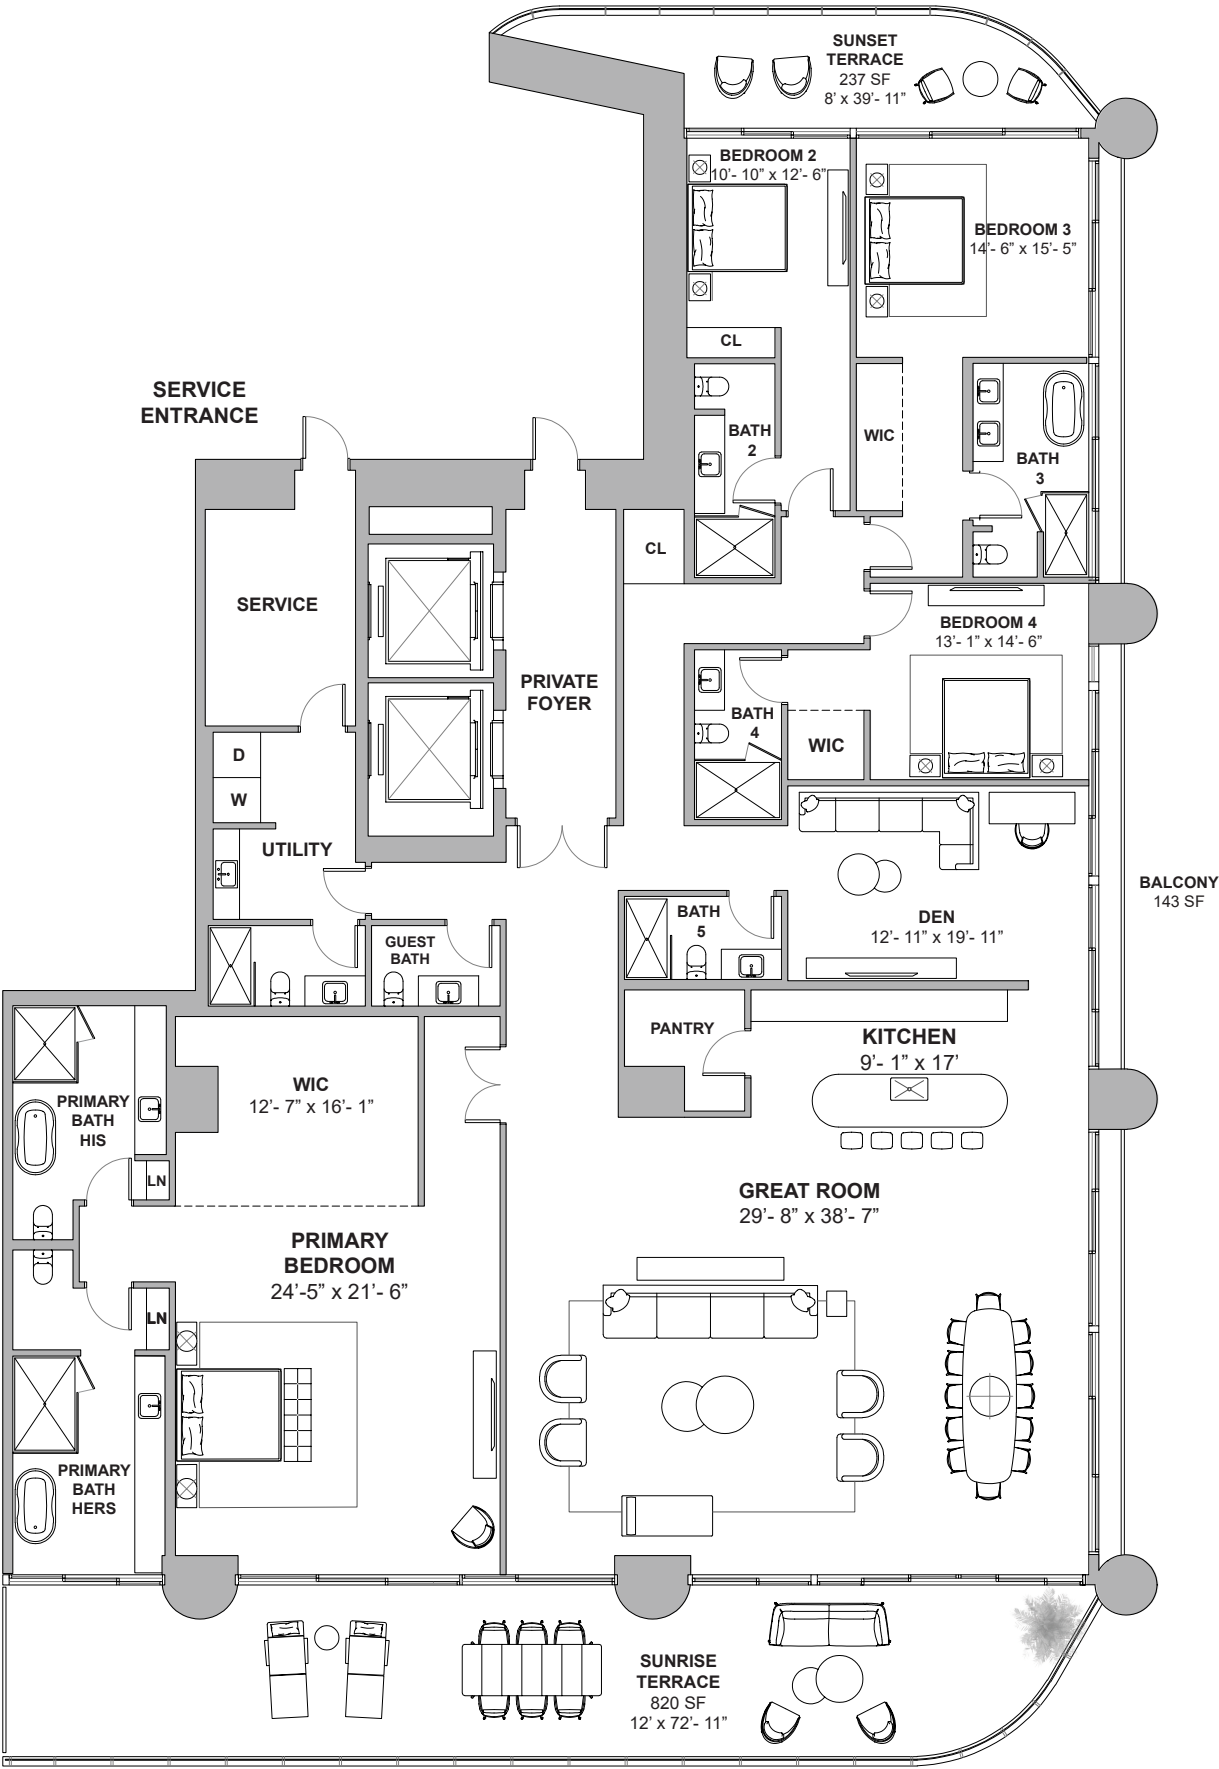 SUNSET
TERRACE
237 SF
8’ x 39’- 11”
BEDROOM 2
10’- 10” x 12’- 6”
BEDROOM 3
14’- 6” x 15’- 5”
CL
SERVICE
ENTRANCE
BATH
2
WIC
BATH
3
CL
SERVICE
BEDROOM 4
13’- 1” x 14’- 6”
PRIVATE
FOYER
BATH
4
WIC
D
W
UTILITY
BALCONY
143 SF
BATH
5
DEN
12’- 11” x 19’- 11”
GUEST
BATH
PANTRY
KITCHEN
9’- 1” x 17’
WIC
12’- 7” x 16’- 1”
PRIMARY
BATH
HIS
LN
GREAT ROOM
29’- 8” x 38’- 7”
PRIMARY
BEDROOM
24’-5” x 21’- 6”
LN
PRIMARY
BATH
HERS
SUNRISE
TERRACE
820 SF
12’ x 72’- 11”